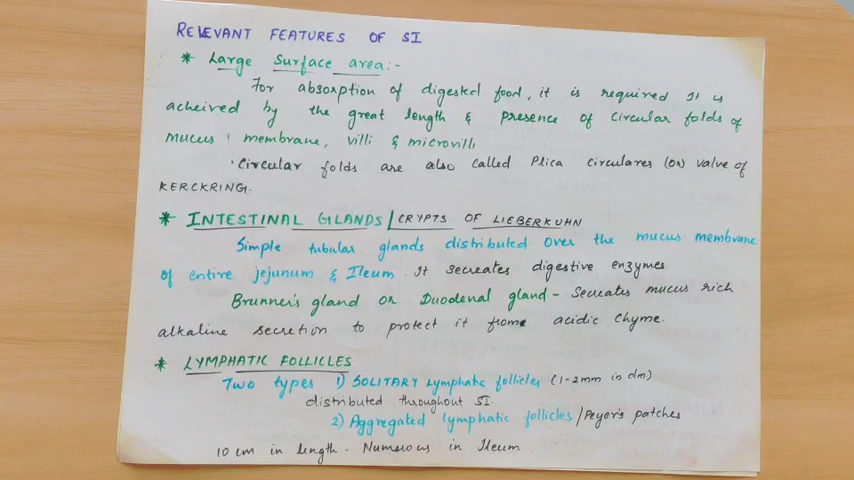 RELEVANT FEATURES OF SI
* Large Surface area:-
For absorption of digested food, it is required It is
acheived by the great length & presence of circular folds of
mucus membrane, villi & microvilli
Circular folds are also called Plica circulares (or) valve of
KERCKRING.
* INTESTINAL GLANDS/CRYPTS OF LIEBERKUHN
Simple tubular glands distributed over the mucus membrane
of entire jejunum & Ileum. It secreates digestive enzymes
Brunner's gland or Duodenal gland - Secreates mucus rich
alkaline secretion to protect it from acidic chyme.
* LYMPHATIC FOLLICLES
Two types 1) SOLITARY Lymphatic follicles (1-2mm in dm)
distributed throughout SI.
2) Aggregated lymphatic follicles/Peyer's patches
10 cm in length. Numerous in Ileum.